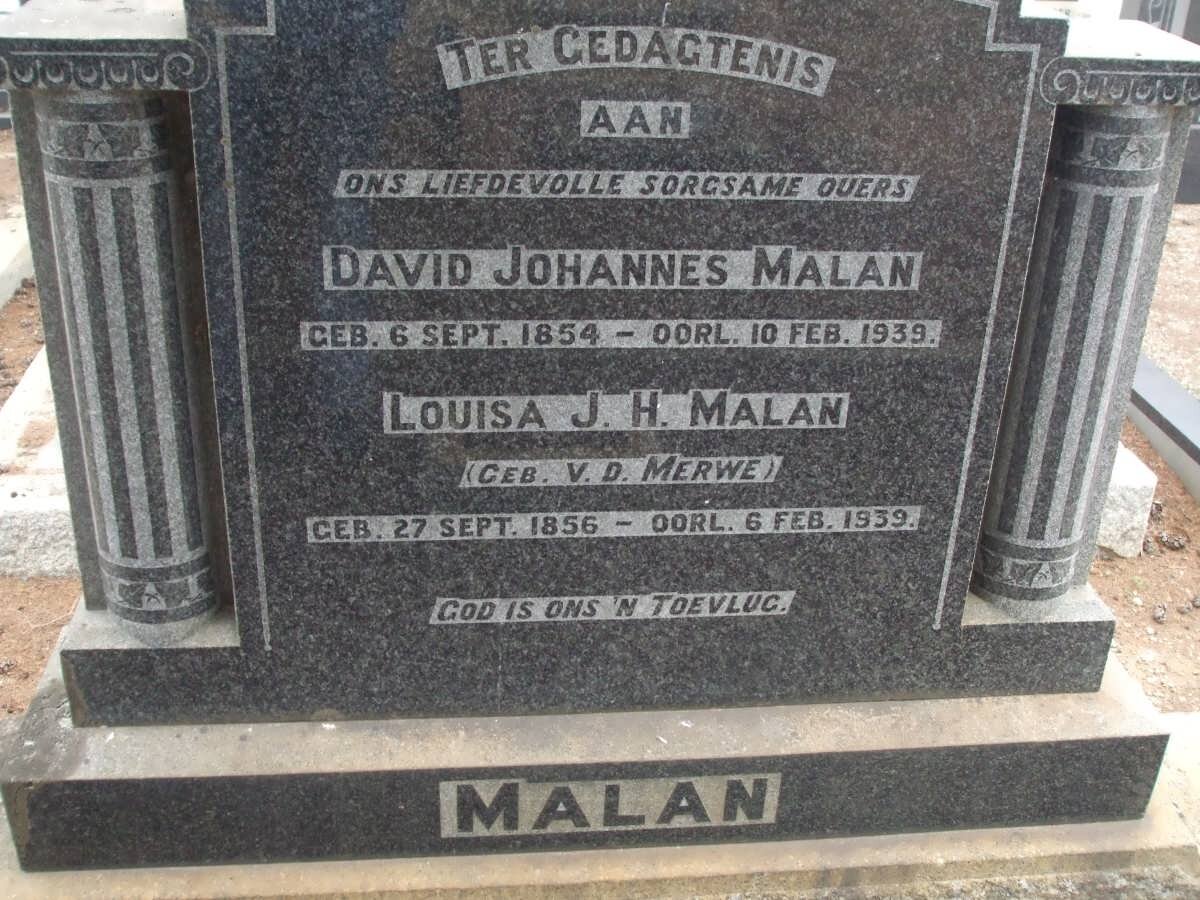 TER GEDAGTENIS
AAN
ONS LIEFDEVOLLE SORGSAME OUERS
DAVID JOHANNES MALAN
GEB. 6 SEPT. 1854 – OORL. 10 FEB. 1939.
LOUISA J. H. MALAN
(GEB. V. D. MERWE)
GEB. 27 SEPT. 1856 – OORL. 6 FEB. 1939.
GOD IS ONS 'N TOEVLUG.
MALAN